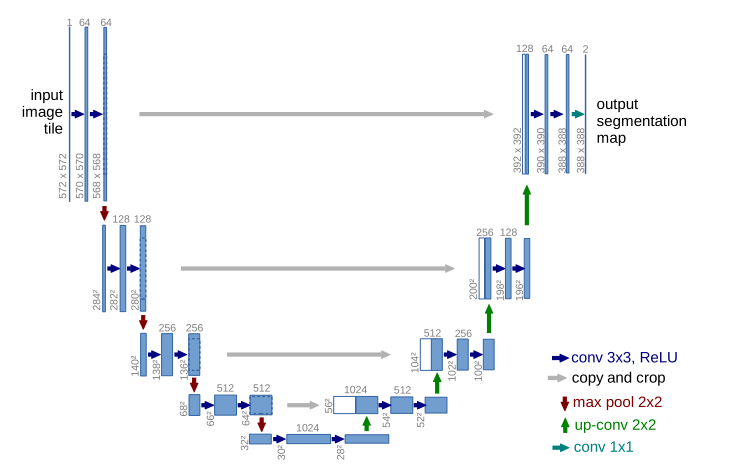 1 64 64
128 64 64 2
input
image
tile
output
segmentation
map
572 x 572
570 x 570
568 x 568
392 x 392
390 x 390
388 x 388
388 x 388
128 128
256 128
284²
282²
280²
200²
198²
196²
256 256
512 256
140²
138²
136²
104²
102²
100²
512 512
1024 512
68²
66²
64²
56²
54²
52²
1024
32²
30²
28²
conv 3x3, ReLU
copy and crop
max pool 2x2
up-conv 2x2
conv 1x1